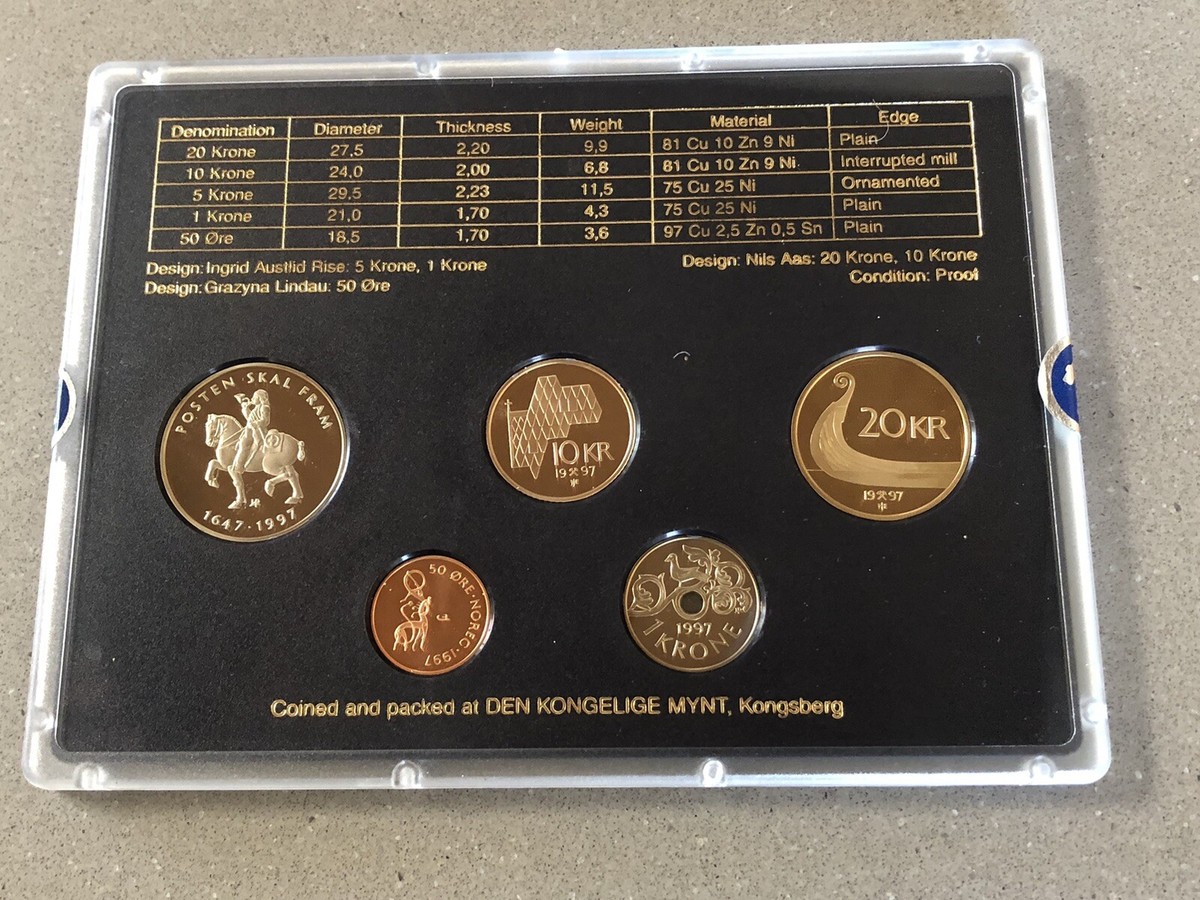 Denomination Diameter Thickness Weight Material Edge
20 Krone 27,5 2,20 9,9 81 Cu 10 Zn 9 Ni Plain
10 Krone 24,0 2,00 6,8 81 Cu 10 Zn 9 Ni Interrupted mill
5 Krone 29,5 2,23 11,5 75 Cu 25 Ni Ornamented
1 Krone 21,0 1,70 4,3 75 Cu 25 Ni Plain
50 Øre 18,5 1,70 3,6 97 Cu 2,5 Zn 0,5 Sn Plain
Design: Ingrid Austlid Rise: 5 Krone, 1 Krone
Design: Grazyna Lindau: 50 Øre
Design: Nils Aas: 20 Krone, 10 Krone
Condition: Proof
POSTEN SKAL FRAM
1647·1997
10 KR
19 97
20 KR
19 97
50 ØRE·NOREG·1997
1997
1 KRONE
Coined and packed at DEN KONGELIGE MYNT, Kongsberg